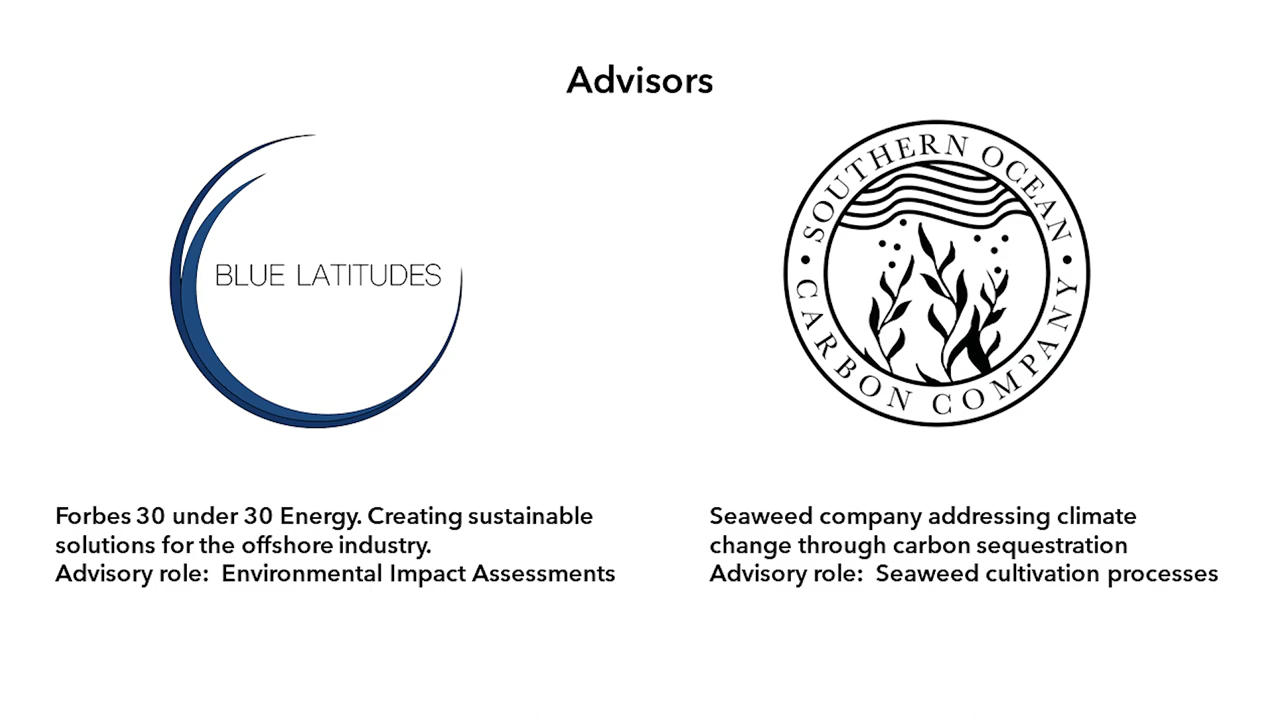 Advisors
BLUE LATITUDES
SOUTHERN OCEAN
CARBON COMPANY
Forbes 30 under 30 Energy. Creating sustainable
solutions for the offshore industry.
Advisory role:  Environmental Impact Assessments
Seaweed company addressing climate
change through carbon sequestration
Advisory role:  Seaweed cultivation processes